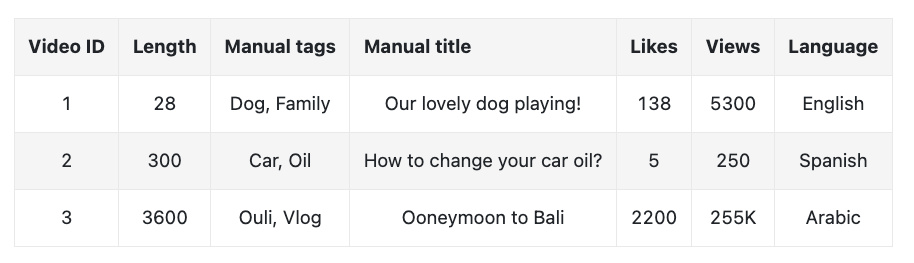 Video ID Length Manual tags Manual title Likes Views Language
1 28 Dog, Family Our lovely dog playing! 138 5300 English
2 300 Car, Oil How to change your car oil? 5 250 Spanish
3 3600 Ouli, Vlog Ooneymoon to Bali 2200 255K Arabic